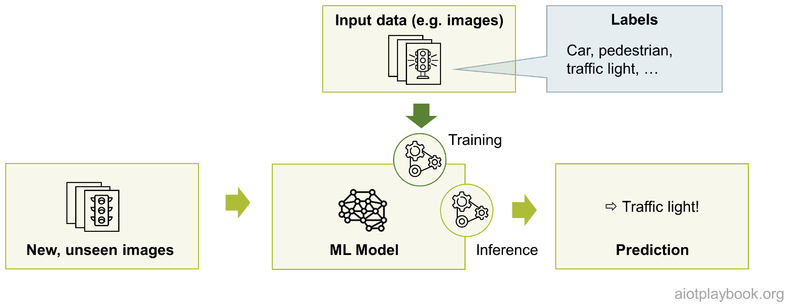 Input data (e.g. images)
Labels
Car, pedestrian,
traffic light, …
Training
New, unseen images
ML Model
Inference
⇨ Traffic light!
Prediction
aiotplaybook.org